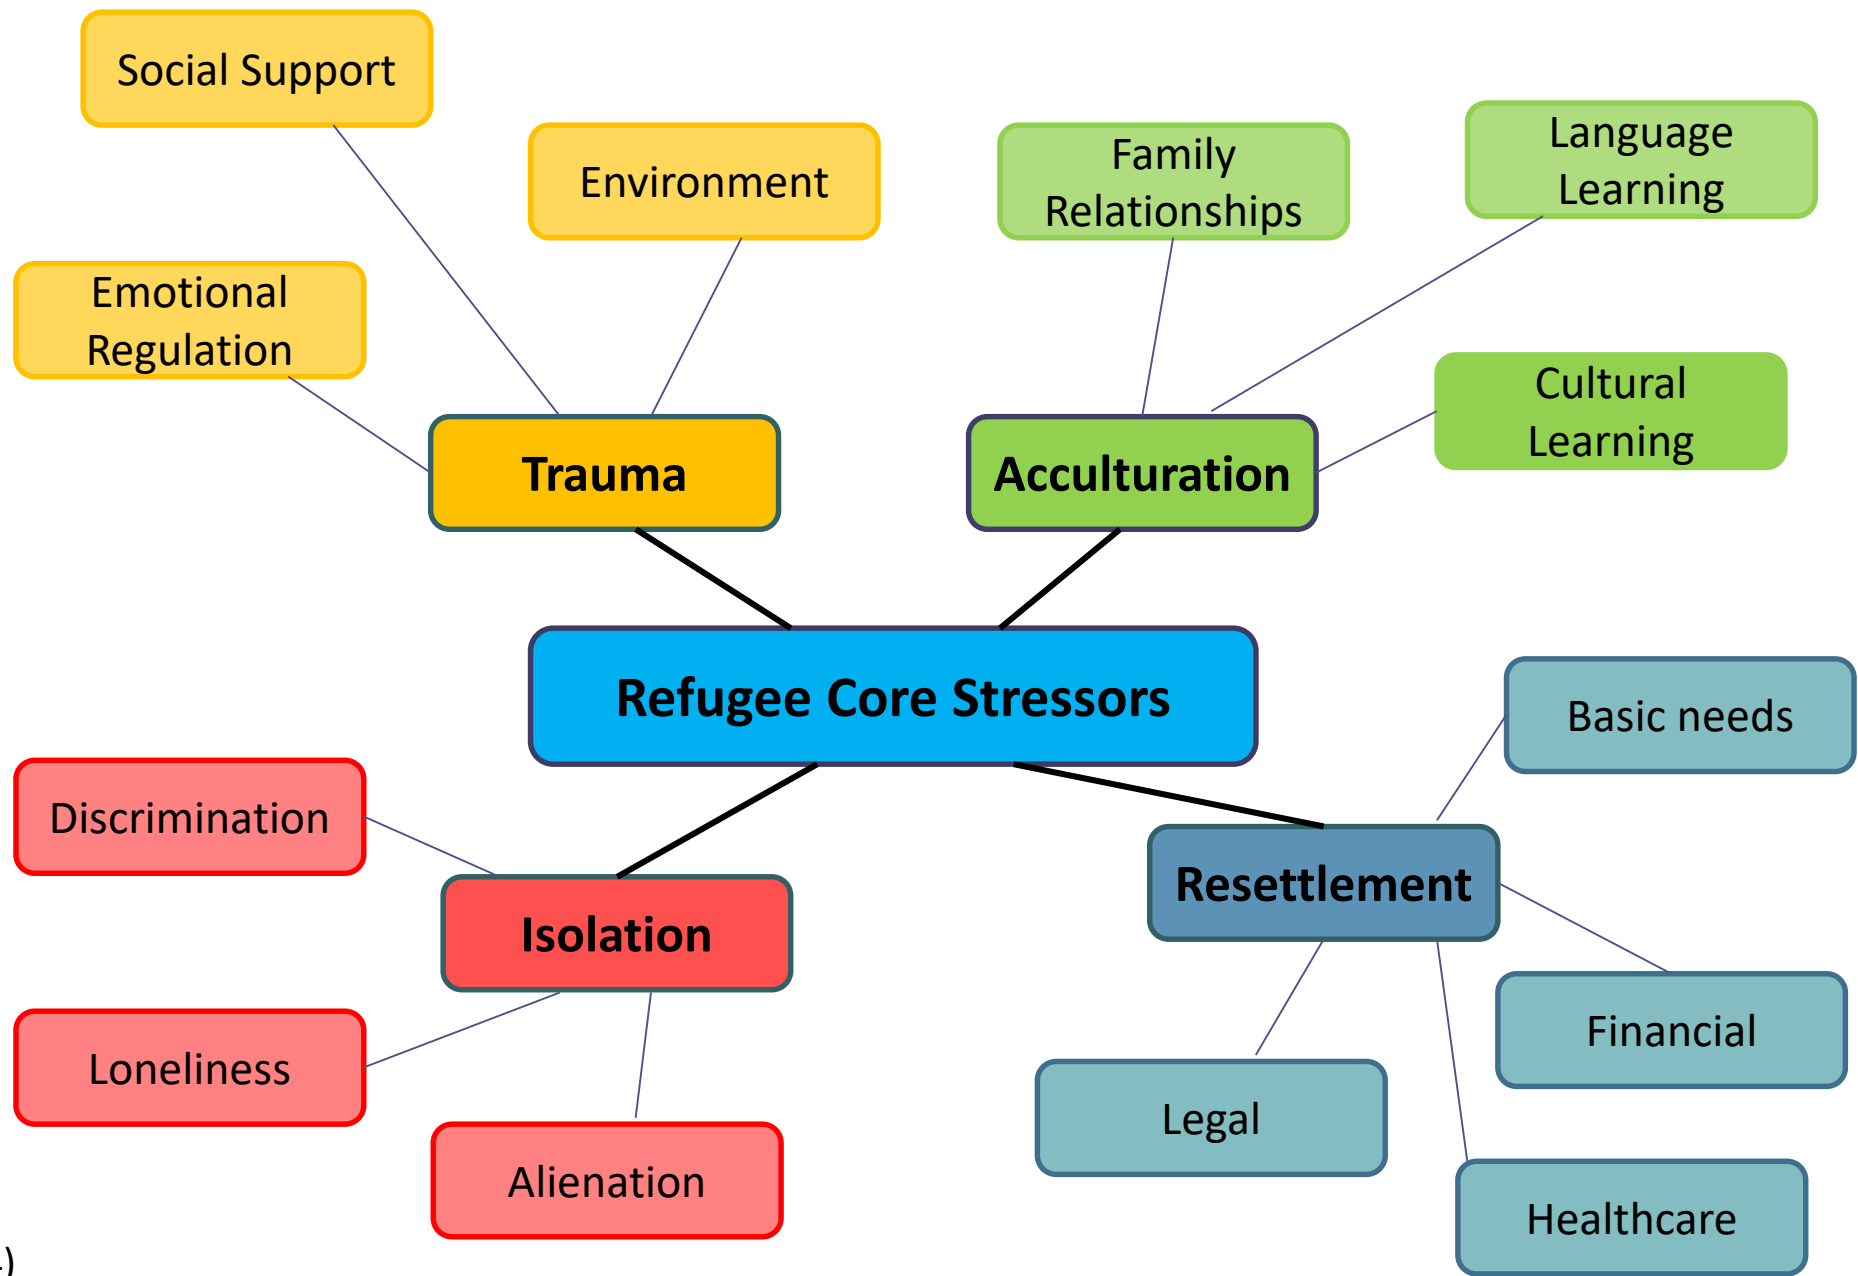 Social Support
Environment
Family
Relationships
Language
Learning
Emotional
Regulation
Cultural
Learning
Trauma
Acculturation
Refugee Core Stressors
Basic needs
Discrimination
Resettlement
Isolation
Financial
Loneliness
Legal
Alienation
Healthcare